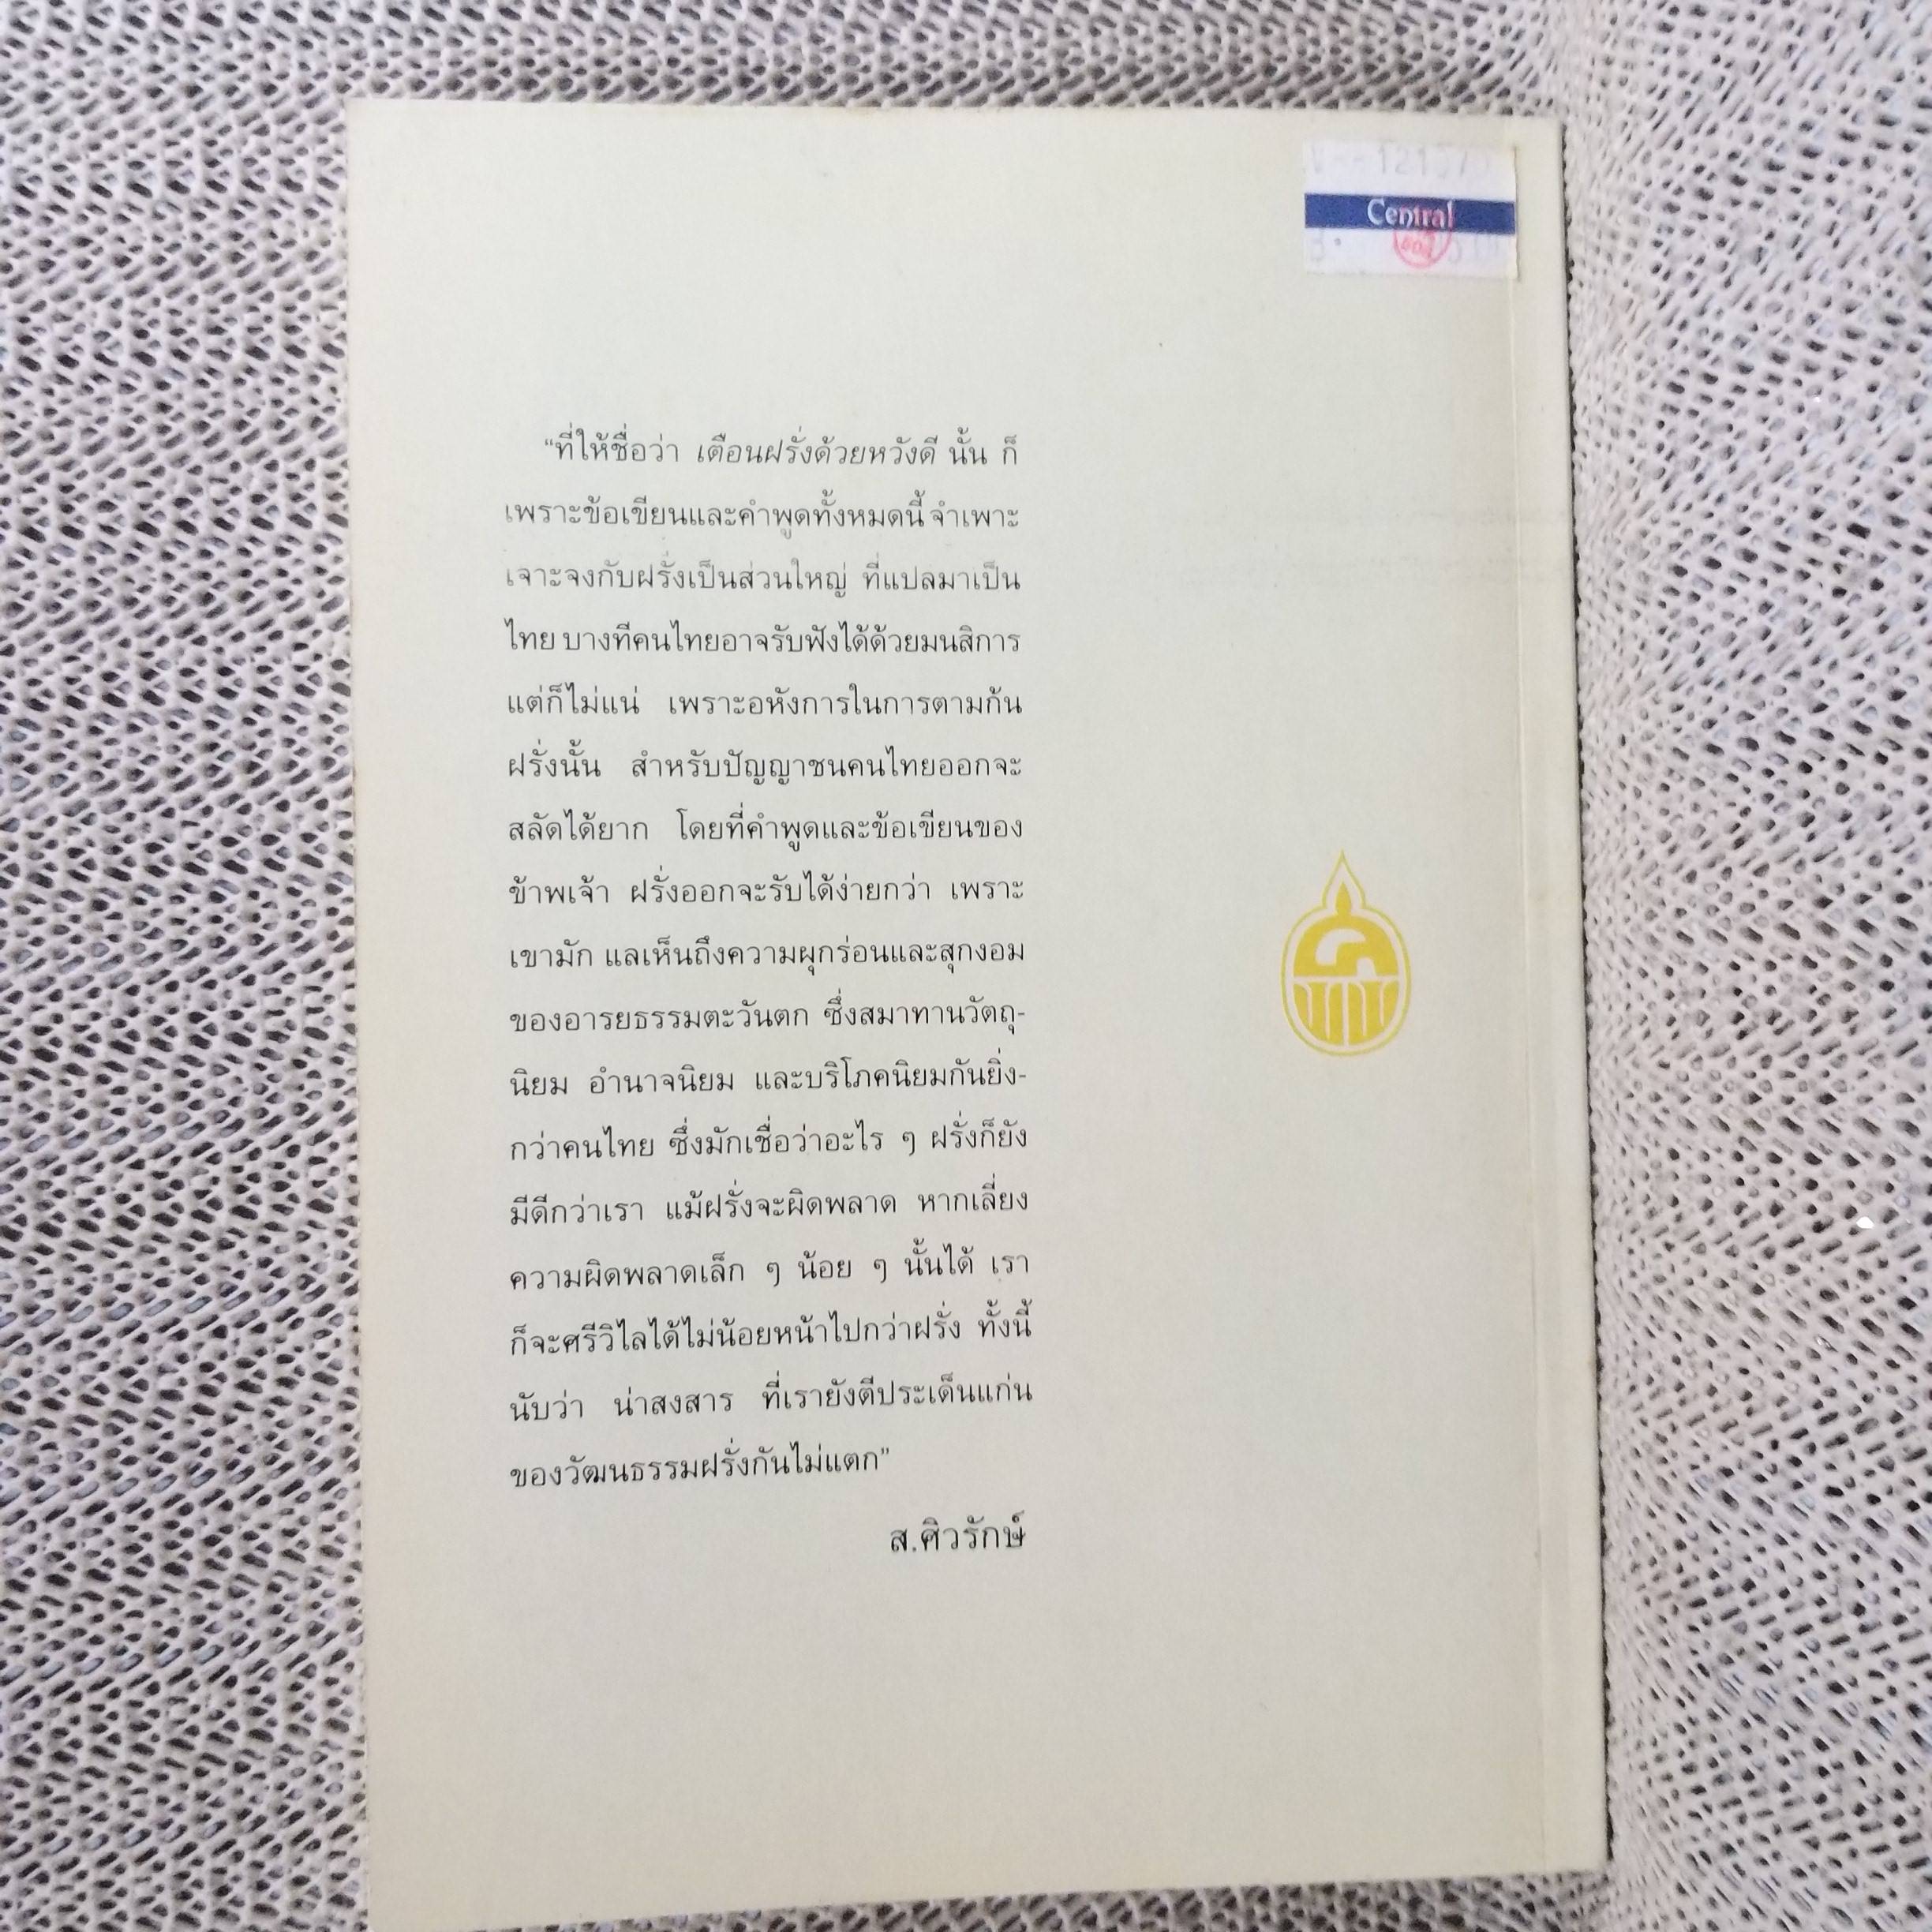 Central
"ที่ให้ชื่อว่า เตือนฝรั่งด้วยหวังดี นั้น ก็
เพราะข้อเขียนและคำพูดทั้งหมดนี้ จำเพาะ
เจาะจงกับฝรั่งเป็นส่วนใหญ่ ที่แปลมาเป็น
ไทย บางทีคนไทยอาจรับฟังได้ด้วยมนสิการ
แต่ก็ไม่แน่ เพราะอหังการในการตามก้น
ฝรั่งนั้น สำหรับปัญญาชนคนไทยออกจะ
สลัดได้ยาก โดยที่คำพูดและข้อเขียนของ
ข้าพเจ้า ฝรั่งออกจะรับได้ง่ายกว่า เพราะ
เขามัก แลเห็นถึงความผุกร่อนและสุกงอม
ของอารยธรรมตะวันตก ซึ่งสมาทานวัตถุ-
นิยม อำนาจนิยม และบริโภคนิยมกันยิ่ง-
กว่าคนไทย ซึ่งมักเชื่อว่าอะไร ๆ ฝรั่งก็ยัง
มีดีกว่าเรา แม้ฝรั่งจะผิดพลาด หากเลี่ยง
ความผิดพลาดเล็ก ๆ น้อย ๆ นั้นได้ เรา
ก็จะศรีวิไลได้ไม่น้อยหน้าไปกว่าฝรั่ง ทั้งนี้
นับว่า น่าสงสาร ที่เรายังตีประเด็นแก่น
ของวัฒนธรรมฝรั่งกันไม่แตก"
ส.ศิวรักษ์